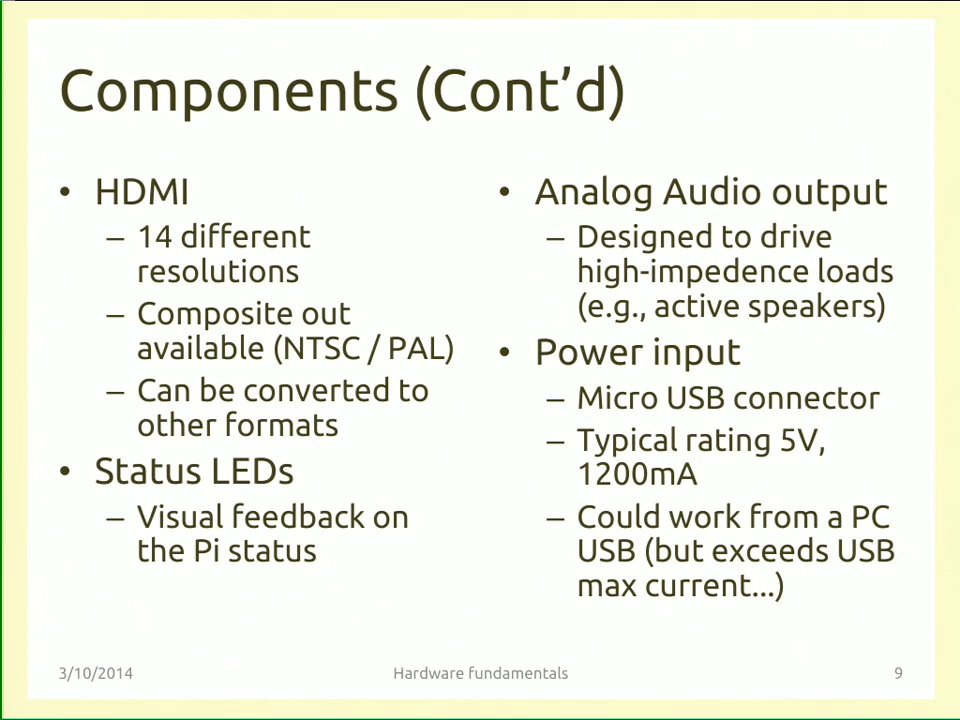 Components (Cont’d)
• HDMI
– 14 different
resolutions
– Composite out
available (NTSC / PAL)
– Can be converted to
other formats
• Status LEDs
– Visual feedback on
the Pi status
• Analog Audio output
– Designed to drive
high-impedence loads
(e.g., active speakers)
• Power input
– Micro USB connector
– Typical rating 5V,
1200mA
– Could work from a PC
USB (but exceeds USB
max current...)
3/10/2014
Hardware fundamentals
9